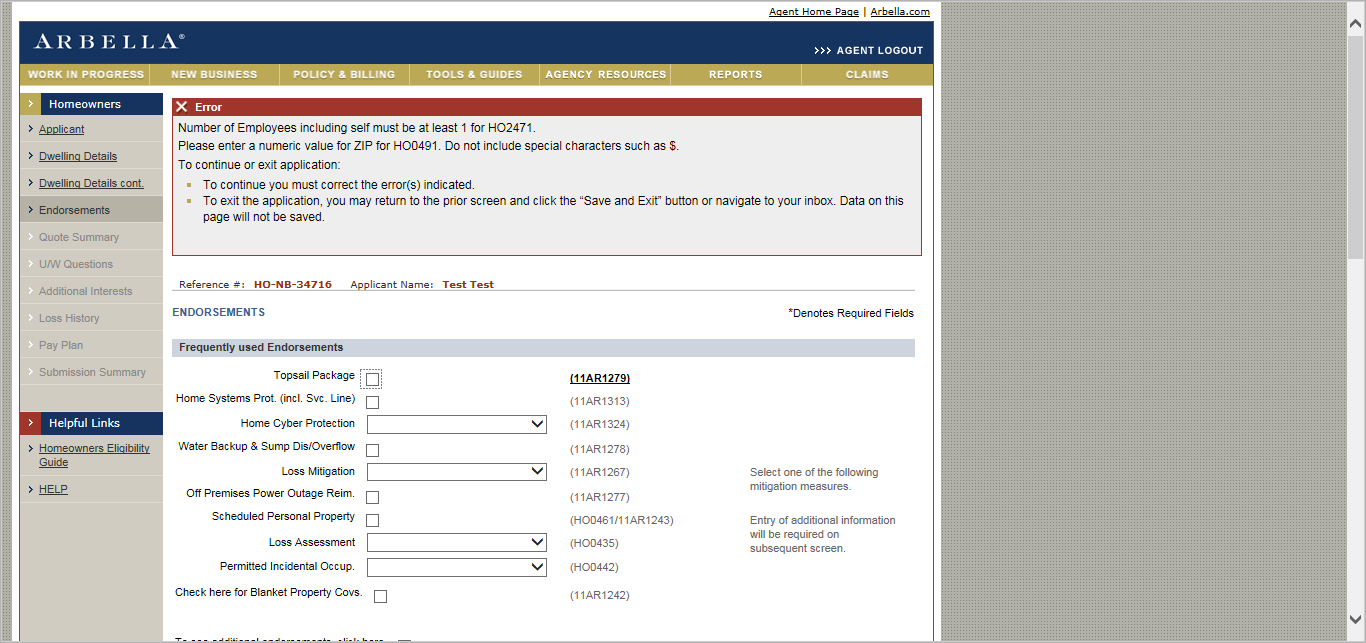 Agent Home Page | Arbella.com
ARBELLA®
>>> AGENT LOGOUT
WORK IN PROGRESS NEW BUSINESS POLICY & BILLING TOOLS & GUIDES AGENCY RESOURCES REPORTS CLAIMS
Homeowners
Applicant
Dwelling Details
Dwelling Details cont.
Endorsements
Quote Summary
U/W Questions
Additional Interests
Loss History
Pay Plan
Submission Summary
Helpful Links
Homeowners Eligibility
Guide
HELP
Error
Number of Employees including self must be at least 1 for HO2471.
Please enter a numeric value for ZIP for HO0491. Do not include special characters such as $.
To continue or exit application:
To continue you must correct the error(s) indicated.
To exit the application, you may return to the prior screen and click the “Save and Exit” button or navigate to your inbox. Data on this
page will not be saved.
Reference #: HO-NB-34716 Applicant Name: Test Test
ENDORSEMENTS
*Denotes Required Fields
Frequently used Endorsements
Topsail Package (11AR1279)
Home Systems Prot. (incl. Svc. Line) (11AR1313)
Home Cyber Protection (11AR1324)
Water Backup & Sump Dis/Overflow (11AR1278)
Loss Mitigation (11AR1267) Select one of the following
mitigation measures.
Off Premises Power Outage Reim. (11AR1277)
Scheduled Personal Property (HO0461/11AR1243) Entry of additional information
will be required on
subsequent screen.
Loss Assessment (HO0435)
Permitted Incidental Occup. (HO0442)
Check here for Blanket Property Covs. (11AR1242)
To see additional endorsements, click here